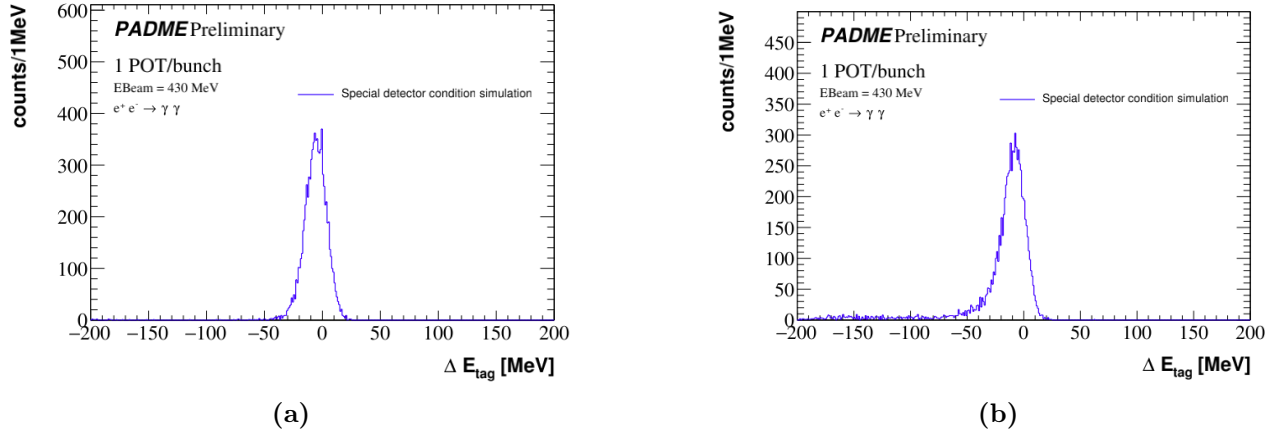 PADME Preliminary
1 POT/bunch
EBeam = 430 MeV
e⁺ e⁻ → γ γ
Special detector condition simulation
counts/1MeV
600
500
400
300
200
100
0
−200 −150 −100 −50 0 50 100 150 200
Δ E_tag [MeV]
(a)
PADME Preliminary
1 POT/bunch
EBeam = 430 MeV
e⁺ e⁻ → γ γ
Special detector condition simulation
counts/1MeV
450
400
350
300
250
200
150
100
50
0
−200 −150 −100 −50 0 50 100 150 200
Δ E_tag [MeV]
(b)